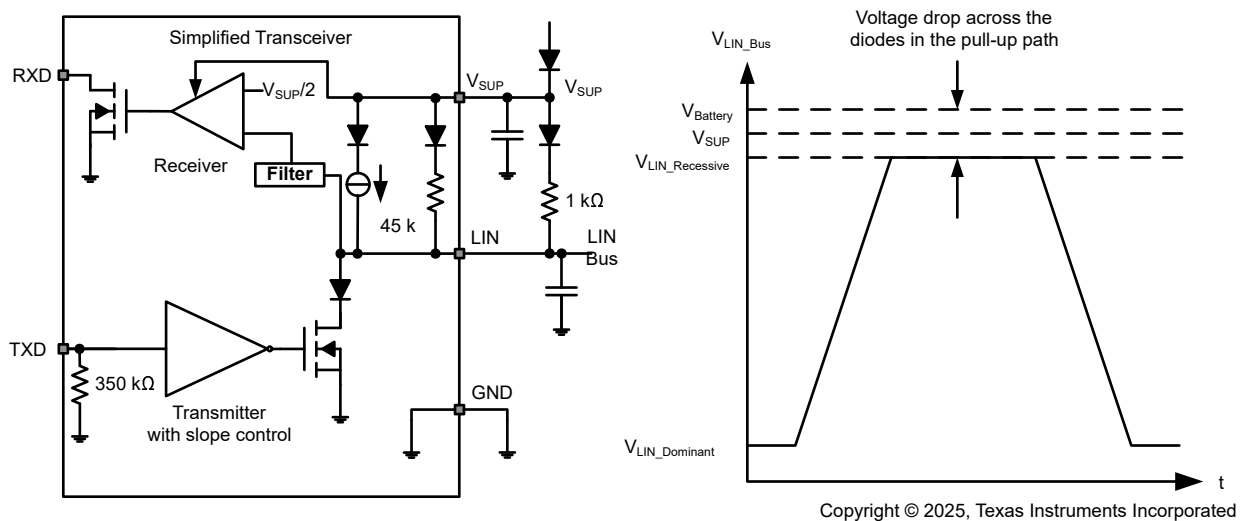 Simplified Transceiver
RXD
V_SUP/2
V_SUP
V_SUP
Receiver
Filter
45 k
1 kΩ
LIN
LIN
Bus
TXD
350 kΩ
Transmitter
with slope control
GND
Voltage drop across the
diodes in the pull-up path
V_LIN_Bus
V_Battery
V_SUP
V_LIN_Recessive
V_LIN_Dominant
t
Copyright © 2025, Texas Instruments Incorporated